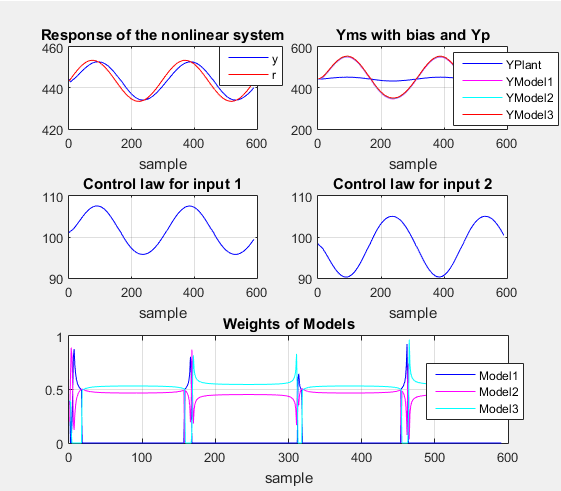 Response of the nonlinear system
460
440
420
0
200
400
600
sample
y
r
Yms with bias and Yp
600
400
200
0
200
400
600
sample
YPlant
YModel1
YModel2
YModel3
Control law for input 1
110
100
90
0
200
400
600
sample
Control law for input 2
110
100
90
0
200
400
600
sample
Weights of Models
1
0.5
0
0
100
200
300
400
500
600
sample
Model1
Model2
Model3